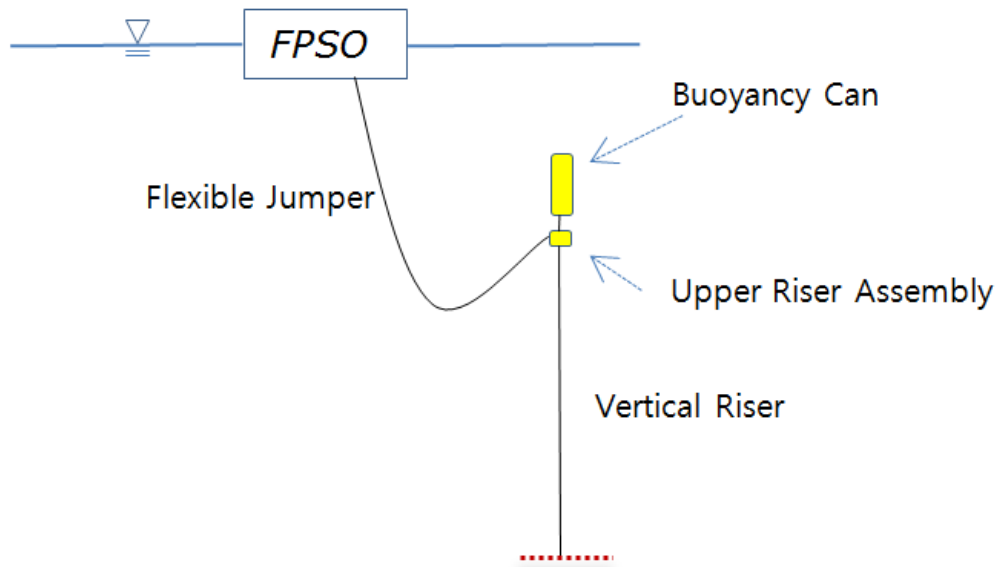 FPSO
Buoyancy Can
Flexible Jumper
Upper Riser Assembly
Vertical Riser